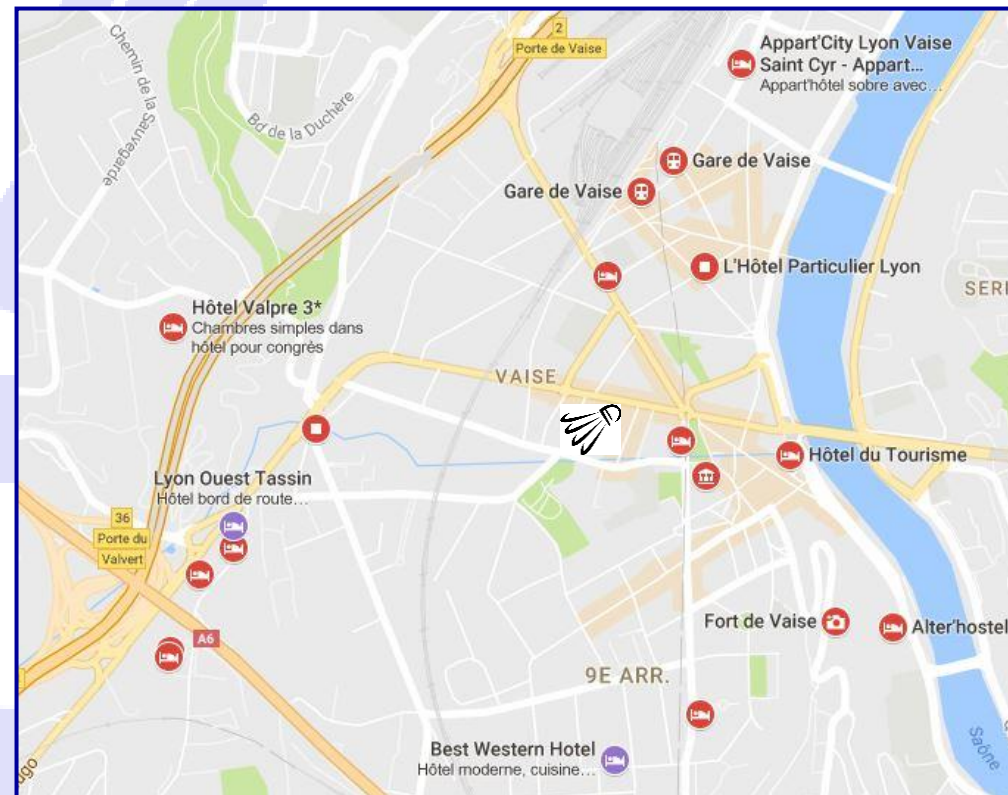 2
Porte de Vaise
Appart'City Lyon Vaise
Saint Cyr - Appart...
Appart'hôtel sobre avec...
Chemin de la Sauvegarde
Bd de la Duchère
Gare de Vaise
Gare de Vaise
L'Hôtel Particulier Lyon
Hôtel Valpre 3*
Chambres simples dans
hôtel pour congrès
VAISE
Hôtel du Tourisme
Lyon Ouest Tassin
Hôtel bord de route...
36
Porte du
Valvert
A6
Fort de Vaise
Alter'hostel
9E ARR.
Best Western Hotel
Hôtel moderne, cuisine...
Saône